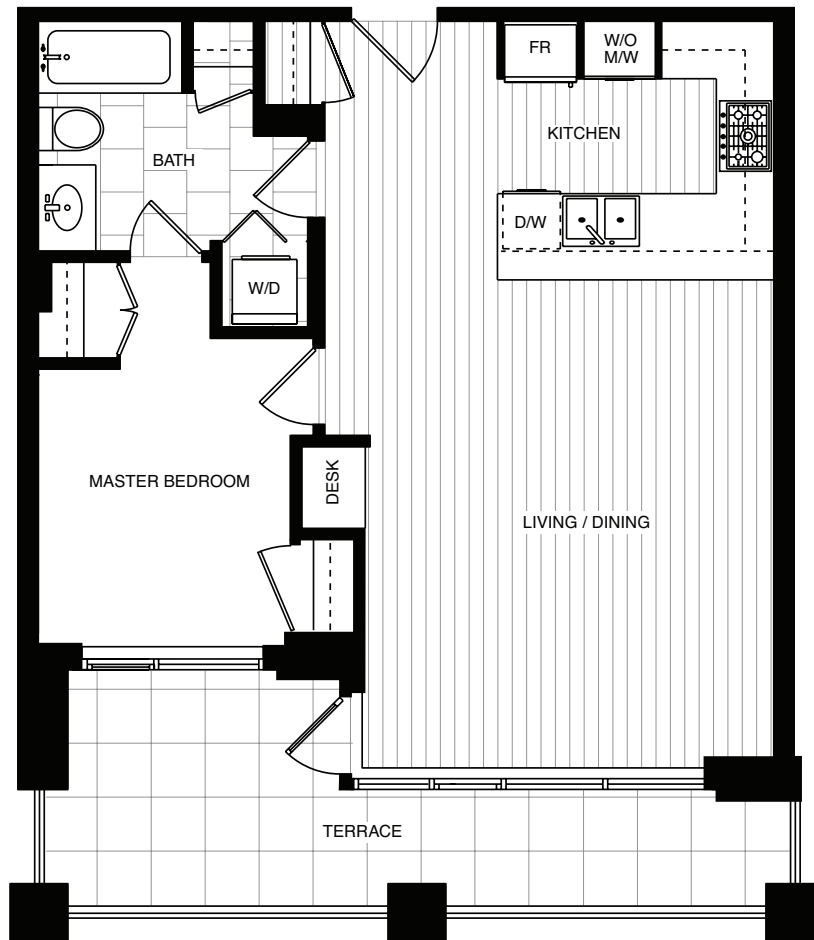 FR
W/O
M/W
KITCHEN
BATH
D/W
W/D
DESK
MASTER BEDROOM
LIVING / DINING
TERRACE